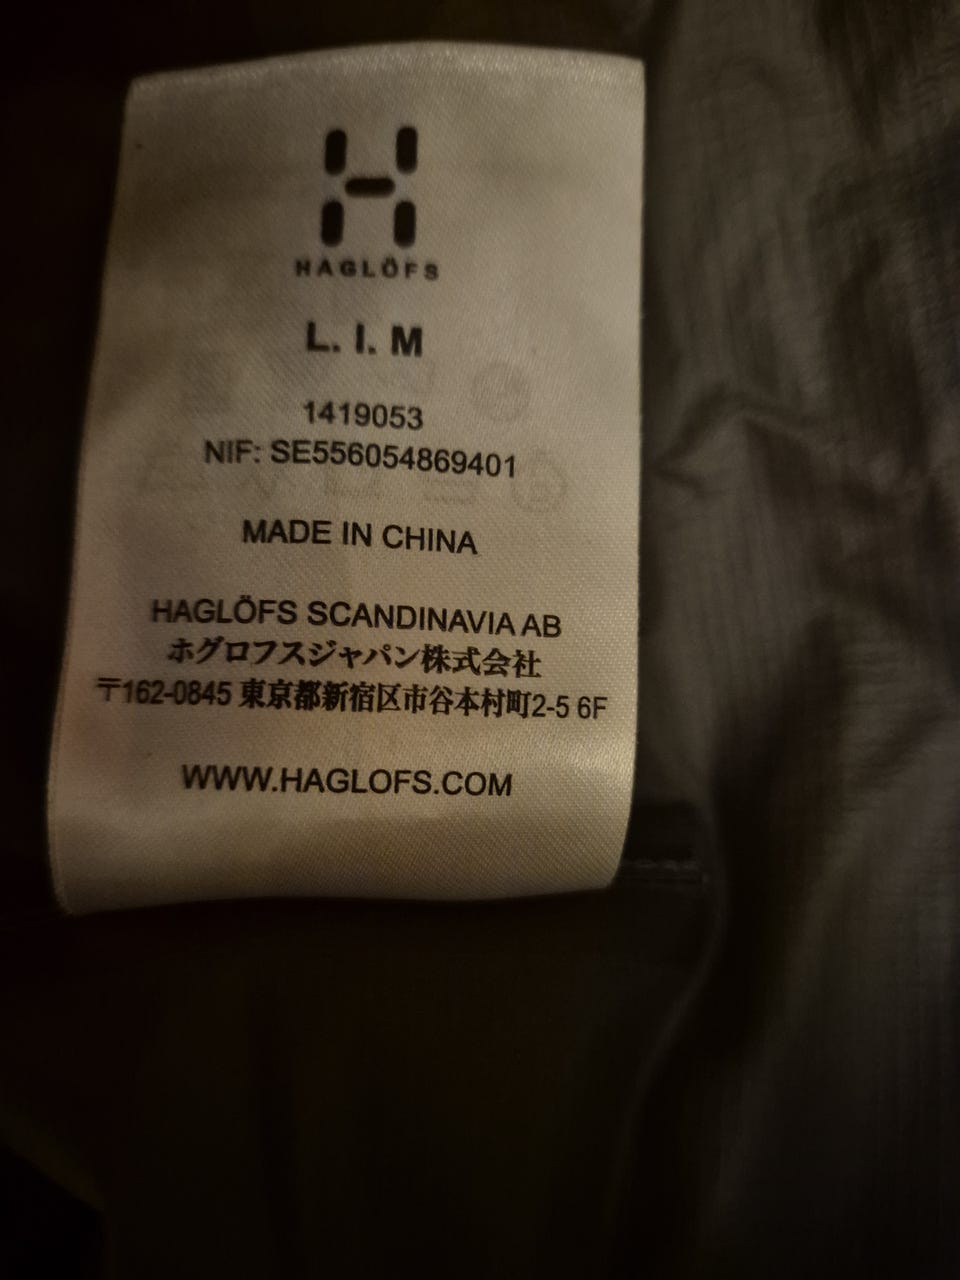 HAGLÖFS
L. I. M
1419053
NIF: SE556054869401
MADE IN CHINA
HAGLÖFS SCANDINAVIA AB
ホグロフスジャパン株式会社
〒162-0845 東京都新宿区市谷本村町2-5 6F
WWW.HAGLOFS.COM